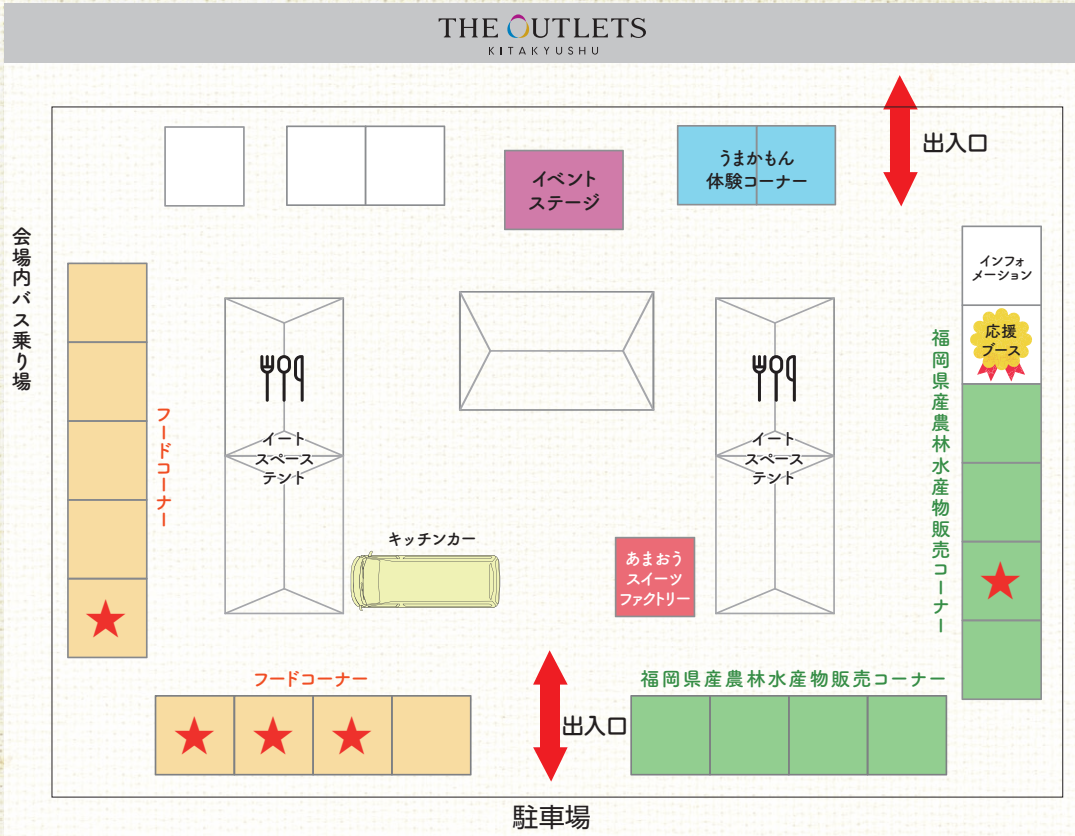 THE OUTLETS
KITAKYUSHU
出入口
うまかもん
体験コーナー
イベント
ステージ
会場内バス乗り場
インフォ
メーション
応援
ブース
福岡県産農林水産物販売コーナー
フードコーナー
イート
スペース
テント
イート
スペース
テント
キッチンカー
あまおう
スイーツ
ファクトリー
フードコーナー
福岡県産農林水産物販売コーナー
出入口
駐車場